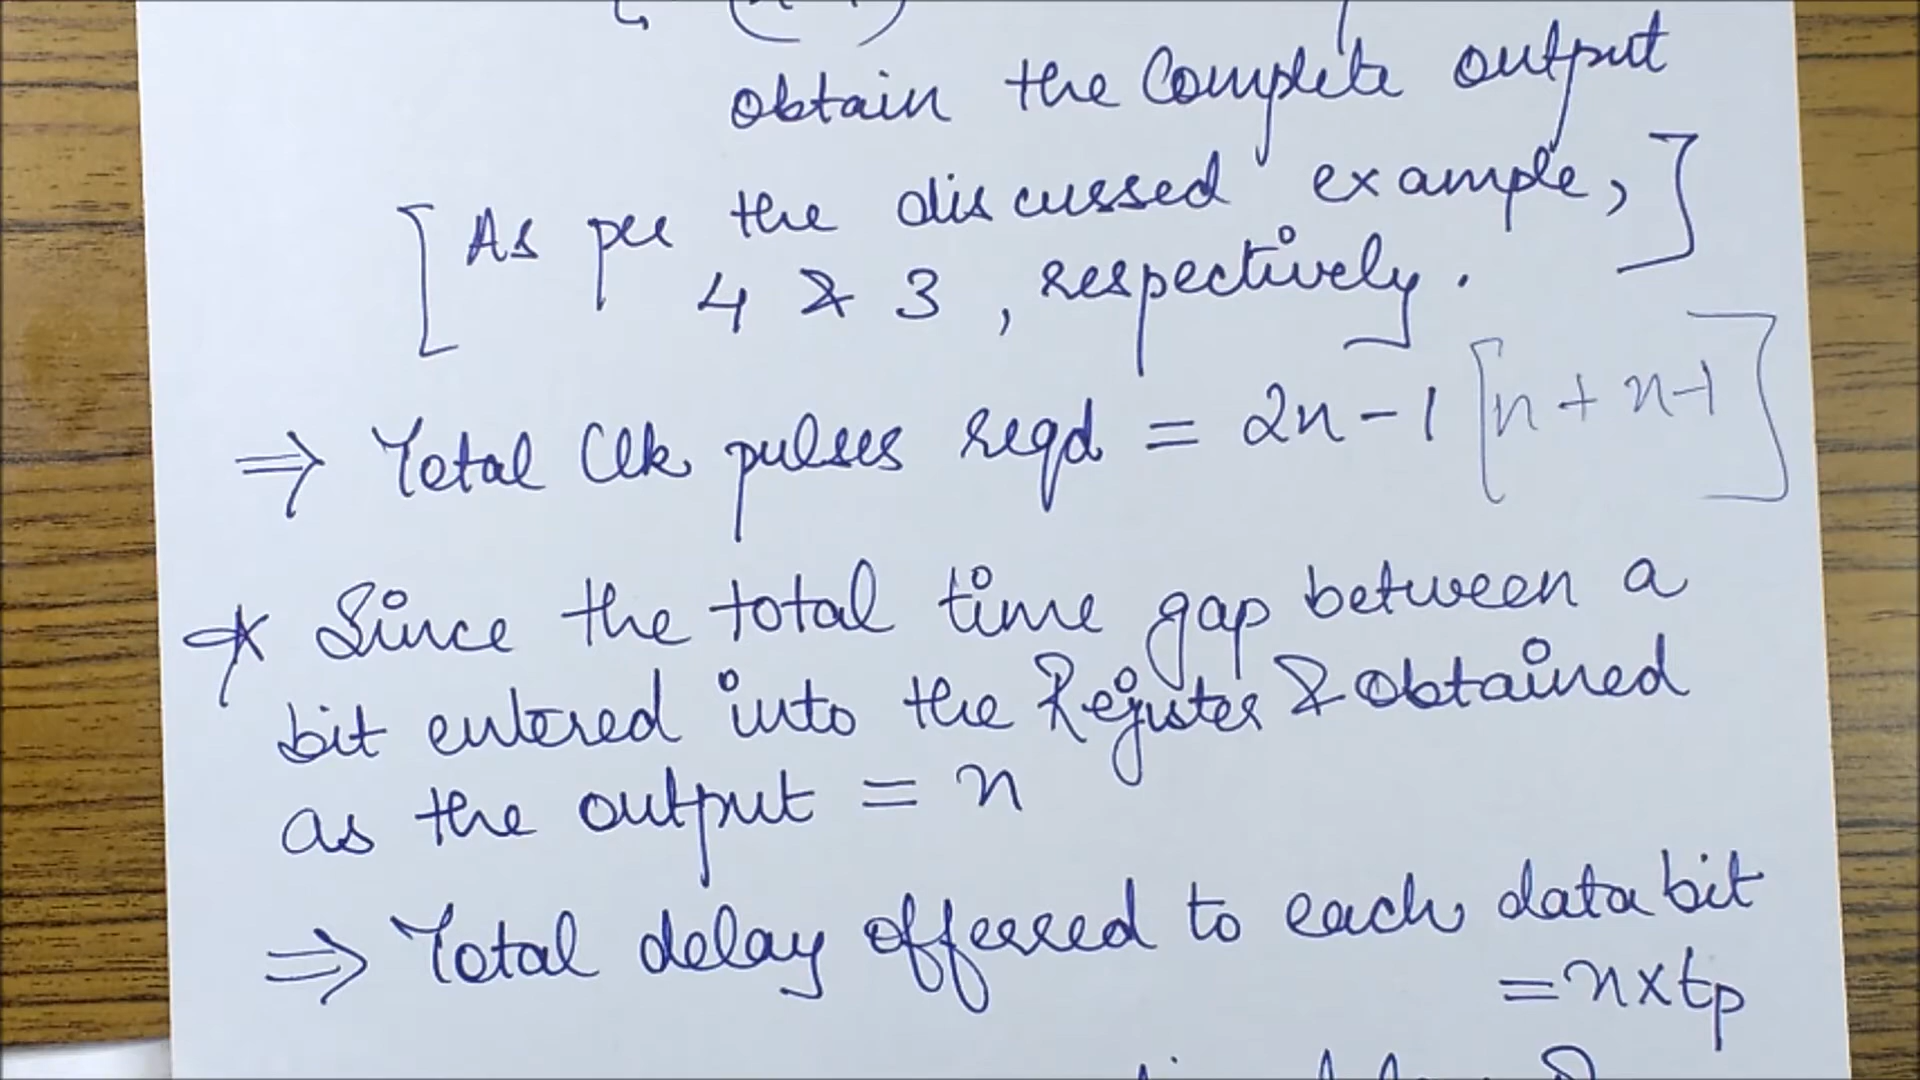 obtain the Complete output
[As per the discussed example,]
4 & 3, respectively.
⇒ Total Clk pulses reqd = 2n-1 [n+n-1]
* Since the total time gap between a
bit entered into the Register & obtained
as the output = n
⇒ Total delay offered to each data bit
= n×tp